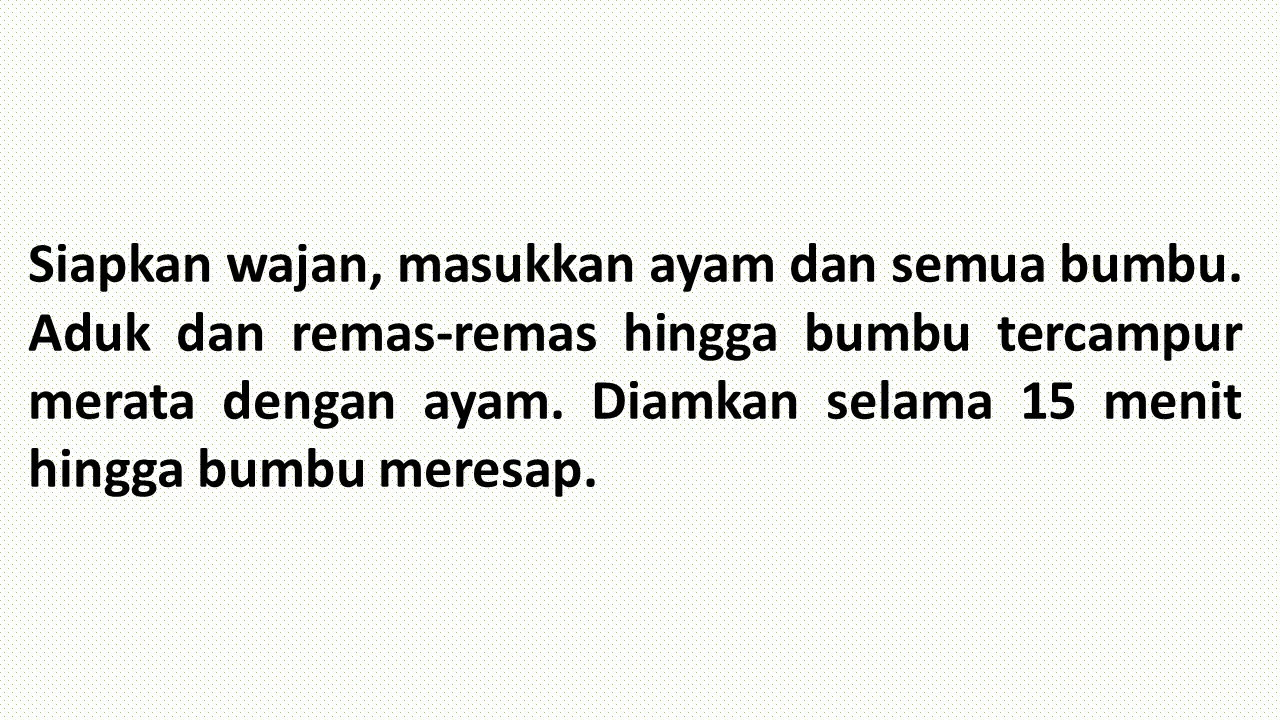 Siapkan wajan, masukkan ayam dan semua bumbu.
Aduk dan remas-remas hingga bumbu tercampur
merata dengan ayam. Diamkan selama 15 menit
hingga bumbu meresap.